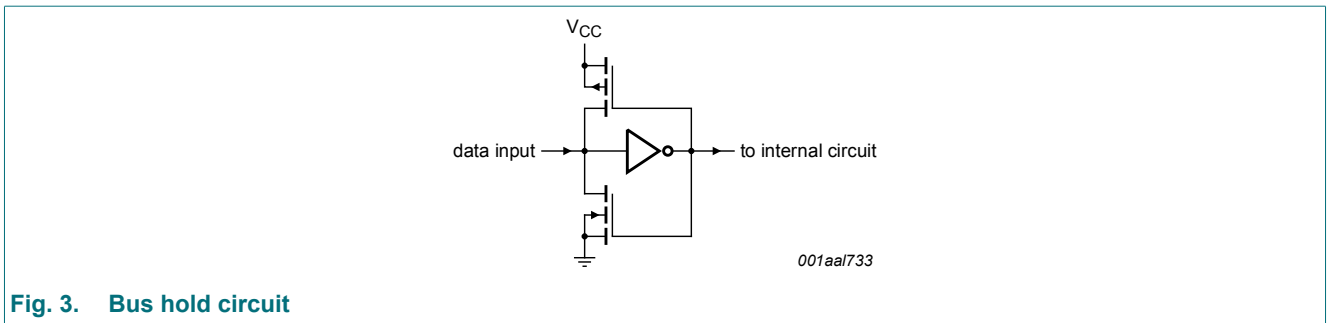 VCC
data input
to internal circuit
001aal733
Fig. 3. Bus hold circuit